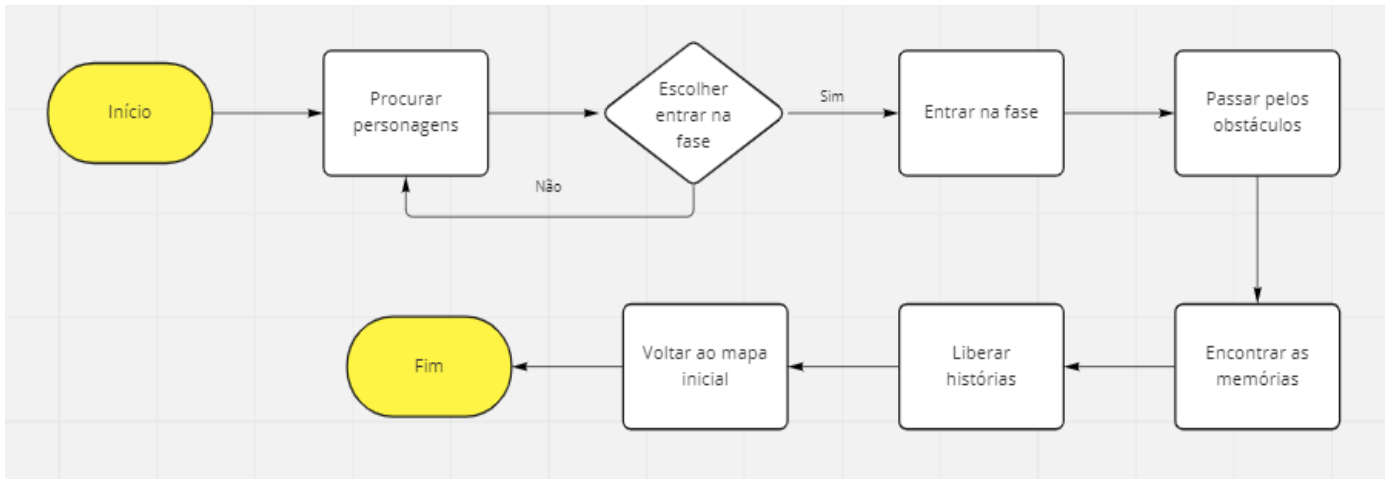 Início
Procurar
personagens
Escolher
entrar na
fase
Sim
Não
Entrar na fase
Passar pelos
obstáculos
Encontrar as
memórias
Liberar
histórias
Voltar ao mapa
inicial
Fim